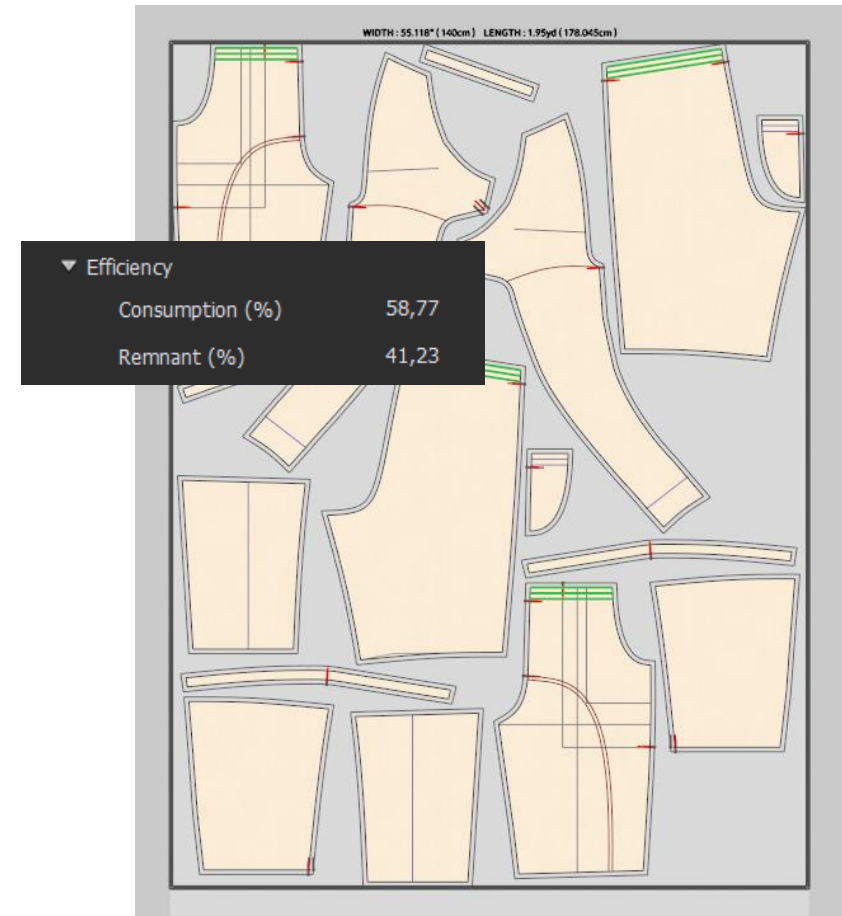 WIDTH : 55.118" ( 140cm )   LENGTH : 1.95yd ( 178.045cm )
Efficiency
Consumption (%) 58,77
Remnant (%) 41,23